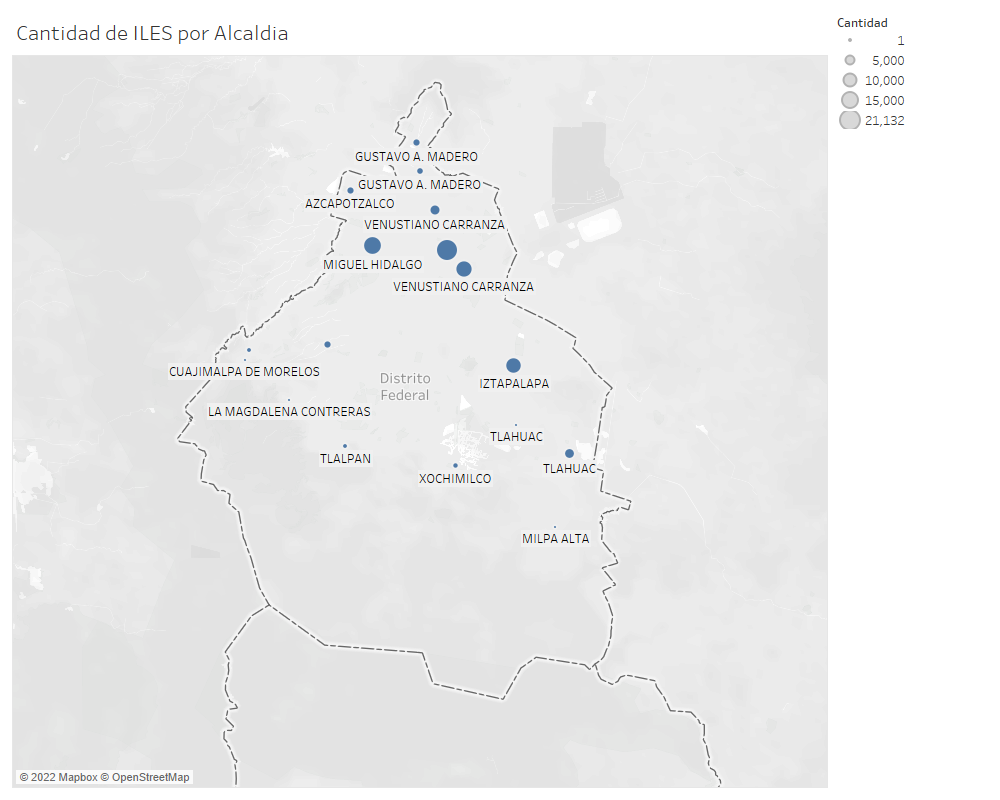 Cantidad de ILES por Alcaldia
Cantidad
1
5,000
10,000
15,000
21,132
GUSTAVO A. MADERO
GUSTAVO A. MADERO
AZCAPOTZALCO
VENUSTIANO CARRANZA
MIGUEL HIDALGO
VENUSTIANO CARRANZA
CUAJIMALPA DE MORELOS
Distrito
Federal
IZTAPALAPA
LA MAGDALENA CONTRERAS
TLAHUAC
TLALPAN
TLAHUAC
XOCHIMILCO
MILPA ALTA
© 2022 Mapbox © OpenStreetMap